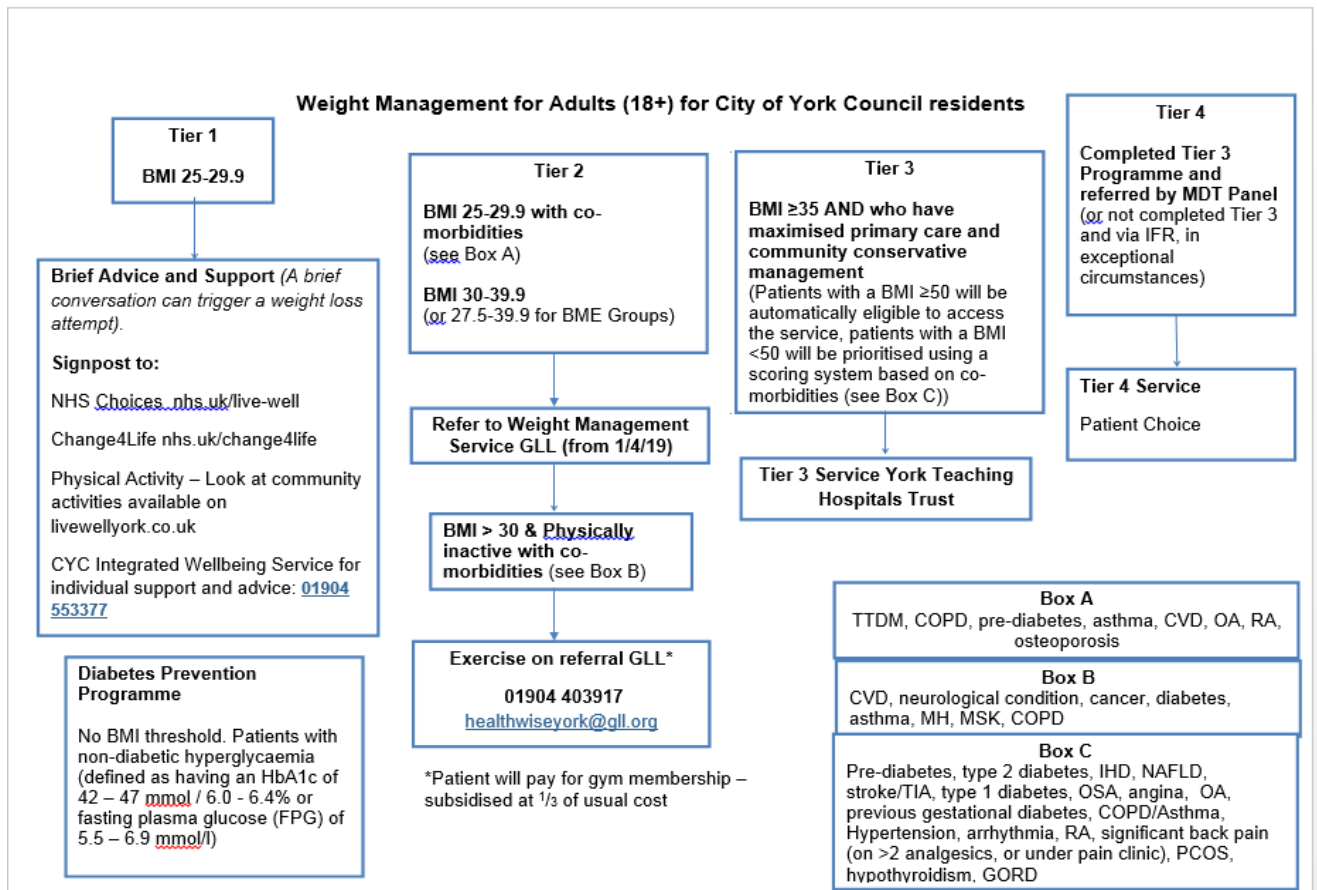 Weight Management for Adults (18+) for City of York Council residents
Tier 1
BMI 25-29.9
Brief Advice and Support (A brief
conversation can trigger a weight loss
attempt).
Signpost to:
NHS Choices nhs.uk/live-well
Change4Life nhs.uk/change4life
Physical Activity – Look at community
activities available on
livewellyork.co.uk
CYC Integrated Wellbeing Service for
individual support and advice: 01904
553377
Diabetes Prevention
Programme
No BMI threshold. Patients with
non-diabetic hyperglycaemia
(defined as having an HbA1c of
42 – 47 mmol / 6.0 - 6.4% or
fasting plasma glucose (FPG) of
5.5 – 6.9 mmol/l)
Tier 2
BMI 25-29.9 with co-
morbidities
(see Box A)
BMI 30-39.9
(or 27.5-39.9 for BME Groups)
Refer to Weight Management
Service GLL (from 1/4/19)
BMI > 30 & Physically
inactive with co-
morbidities (see Box B)
Exercise on referral GLL*
01904 403917
healthwiseyork@gll.org
*Patient will pay for gym membership –
subsidised at 1/3 of usual cost
Tier 3
BMI ≥35 AND who have
maximised primary care and
community conservative
management
(Patients with a BMI ≥50 will be
automatically eligible to access
the service, patients with a BMI
<50 will be prioritised using a
scoring system based on co-
morbidities (see Box C))
Tier 3 Service York Teaching
Hospitals Trust
Tier 4
Completed Tier 3
Programme and
referred by MDT Panel
(or not completed Tier 3
and via IFR, in
exceptional
circumstances)
Tier 4 Service
Patient Choice
Box A
TTDM, COPD, pre-diabetes, asthma, CVD, OA, RA,
osteoporosis
Box B
CVD, neurological condition, cancer, diabetes,
asthma, MH, MSK, COPD
Box C
Pre-diabetes, type 2 diabetes, IHD, NAFLD,
stroke/TIA, type 1 diabetes, OSA, angina, OA,
previous gestational diabetes, COPD/Asthma,
Hypertension, arrhythmia, RA, significant back pain
(on >2 analgesics, or under pain clinic), PCOS,
hypothyroidism, GORD